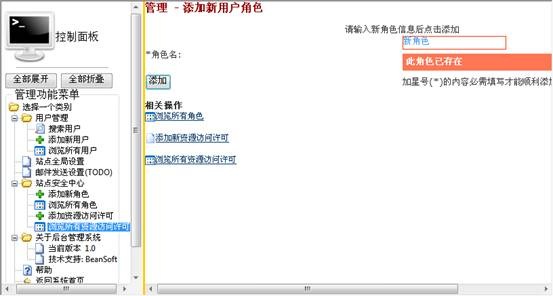 控制面板
全部展开
全部折叠
管理功能菜单
选择一个类别
用户管理
搜索用户
添加新用户
浏览所有用户
站点全局设置
邮件发送设置(TODO)
站点安全中心
添加新角色
浏览所有角色
添加资源访问许可
浏览所有资源访问许可
关于后台管理系统
当前版本 1.0
技术支持: BeanSoft
帮助
返回系统首页
管理 - 添加新用户角色
请输入新角色信息后点击添加
*角色名:
新角色
此角色已存在
加星号(*)的内容必需填写才能顺利添加
添加
相关操作
浏览所有角色
添加新资源访问许可
浏览所有资源访问许可